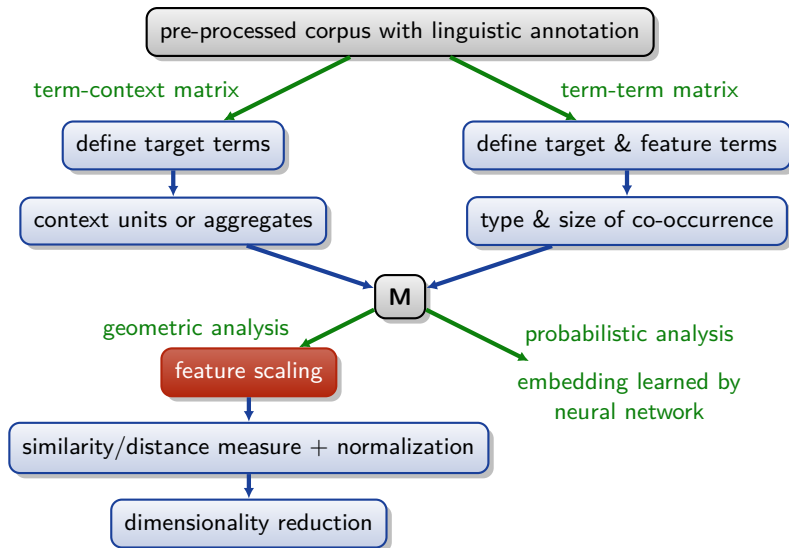 pre-processed corpus with linguistic annotation
term-context matrix
term-term matrix
define target terms
define target & feature terms
context units or aggregates
type & size of co-occurrence
M
geometric analysis
probabilistic analysis
feature scaling
embedding learned by
neural network
similarity/distance measure + normalization
dimensionality reduction